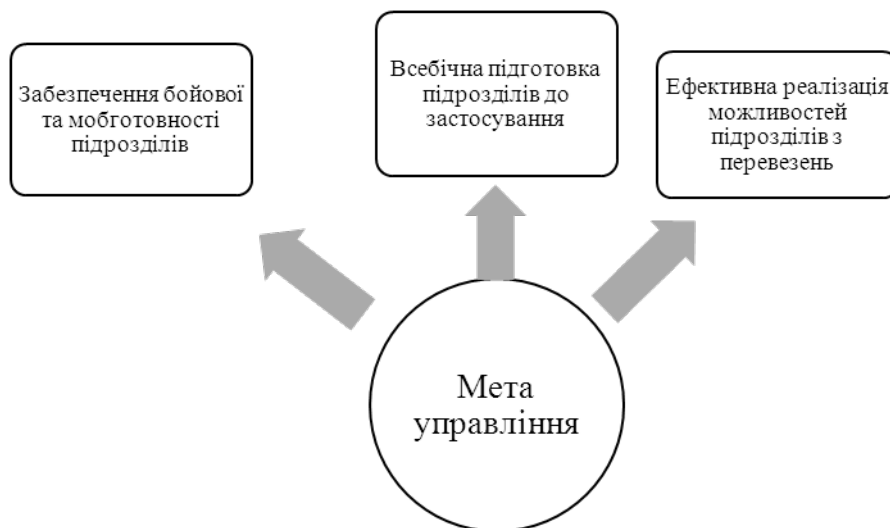 Забезпечення бойової
та мобготовності
підрозділів
Всебічна підготовка
підрозділів до
застосування
Ефективна реалізація
можливостей
підрозділів з
перевезень
Мета
управління